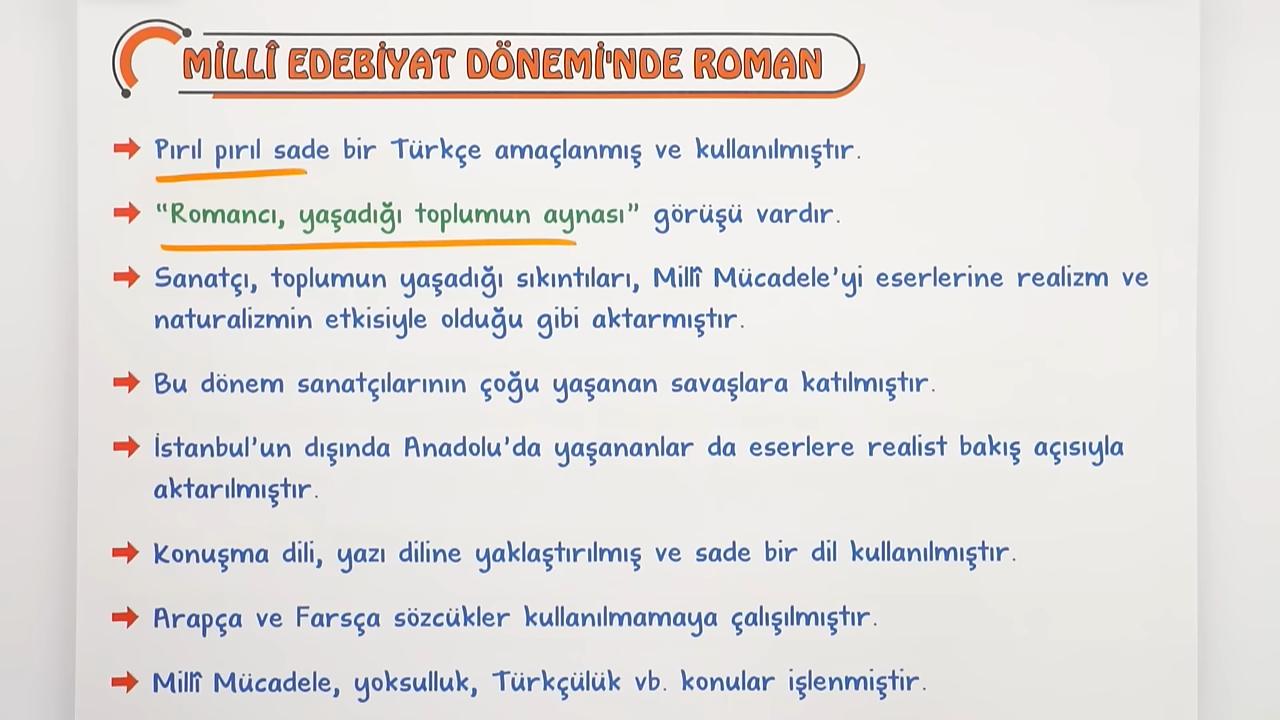 MİLLÎ EDEBİYAT DÖNEMİ'NDE ROMAN
Pırıl pırıl sade bir Türkçe amaçlanmış ve kullanılmıştır.
“Romancı, yaşadığı toplumun aynası” görüşü vardır.
Sanatçı, toplumun yaşadığı sıkıntıları, Millî Mücadele’yi eserlerine realizm ve
naturalizmin etkisiyle olduğu gibi aktarmıştır.
Bu dönem sanatçılarının çoğu yaşanan savaşlara katılmıştır.
İstanbul’un dışında Anadolu’da yaşananlar da eserlere realist bakış açısıyla
aktarılmıştır.
Konuşma dili, yazı diline yaklaştırılmış ve sade bir dil kullanılmıştır.
Arapça ve Farsça sözcükler kullanılmamaya çalışılmıştır.
Millî Mücadele, yoksulluk, Türkçülük vb. konular işlenmiştir.